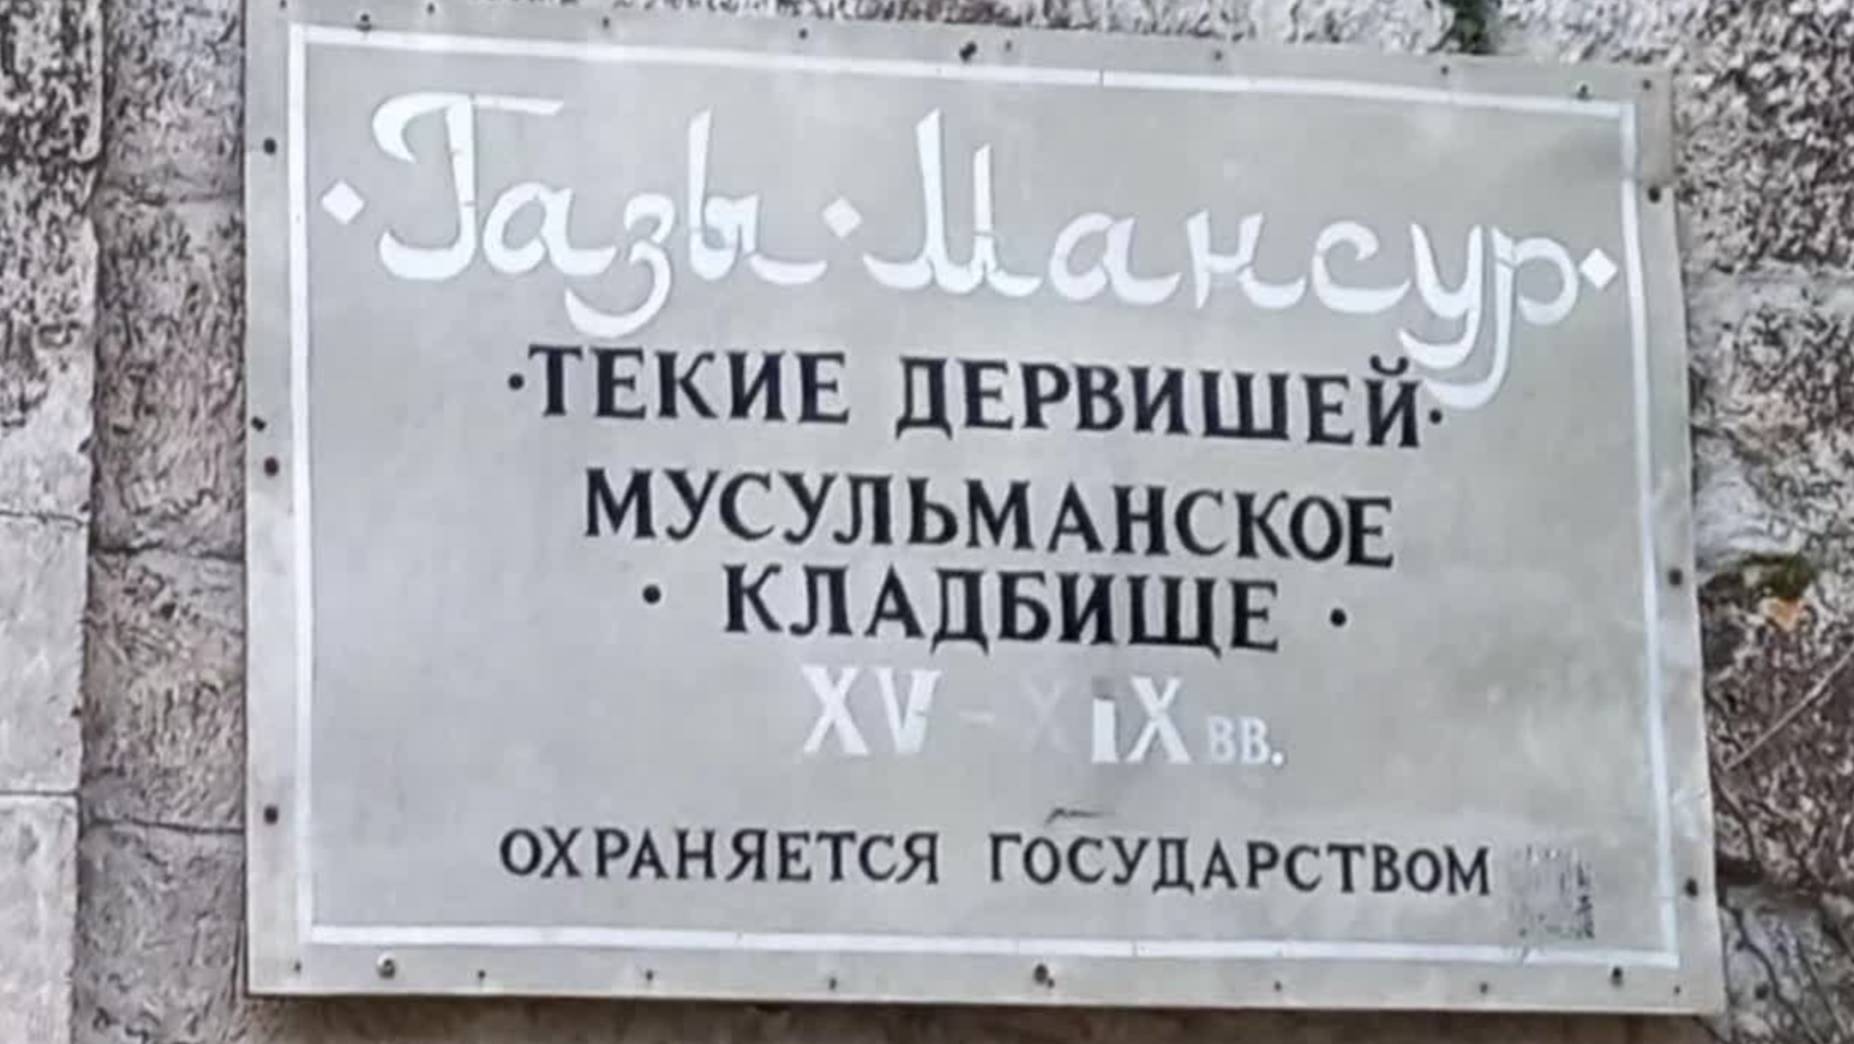 · Газы · Мансур ·
· ТЕКИЕ ДЕРВИШЕЙ ·
МУСУЛЬМАНСКОЕ
· КЛАДБИЩЕ ·
XV - XIX вв.
ОХРАНЯЕТСЯ ГОСУДАРСТВОМ